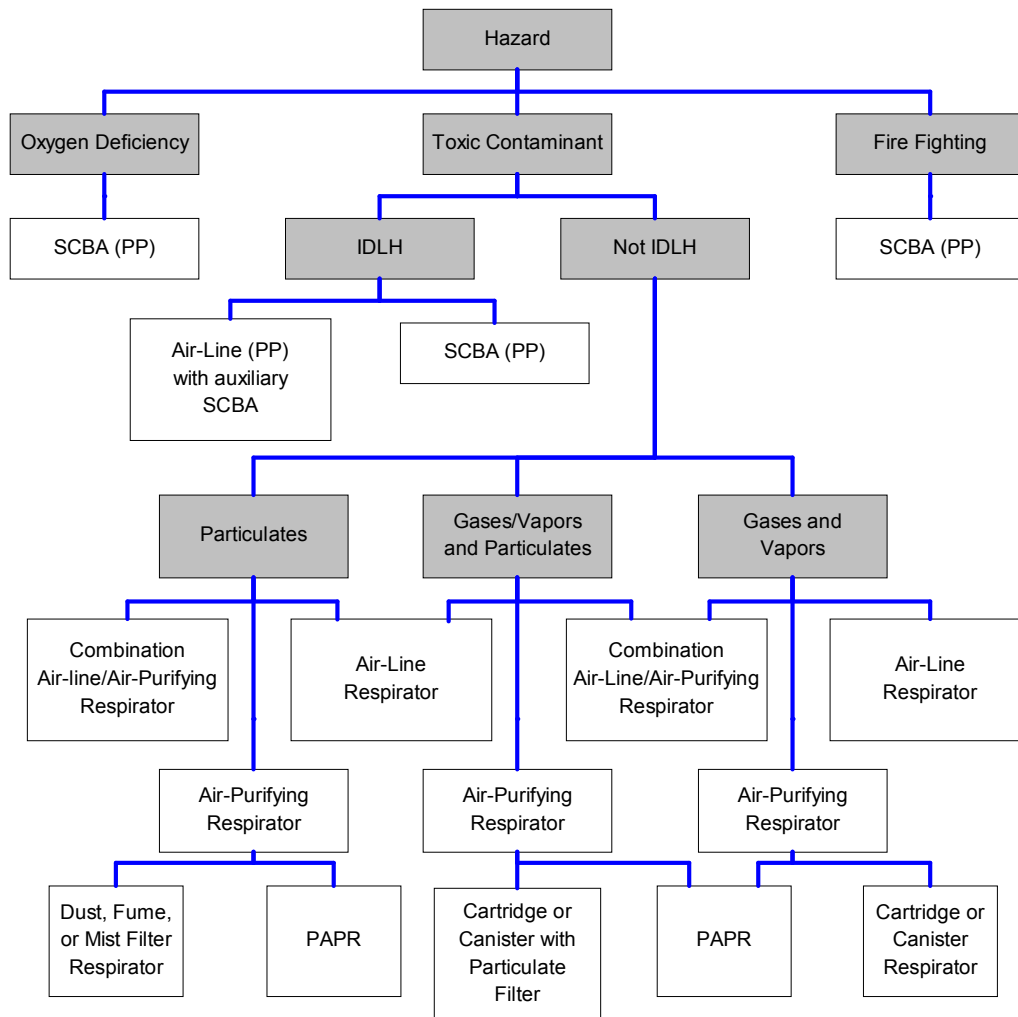 Hazard
Oxygen Deficiency
Toxic Contaminant
Fire Fighting
SCBA (PP)
IDLH
Not IDLH
SCBA (PP)
Air-Line (PP)
with auxiliary
SCBA
SCBA (PP)
Particulates
Gases/Vapors
and Particulates
Gases and
Vapors
Combination
Air-line/Air-Purifying
Respirator
Air-Line
Respirator
Combination
Air-Line/Air-Purifying
Respirator
Air-Line
Respirator
Air-Purifying
Respirator
Air-Purifying
Respirator
Air-Purifying
Respirator
Dust, Fume,
or Mist Filter
Respirator
PAPR
Cartridge or
Canister with
Particulate
Filter
PAPR
Cartridge or
Canister
Respirator